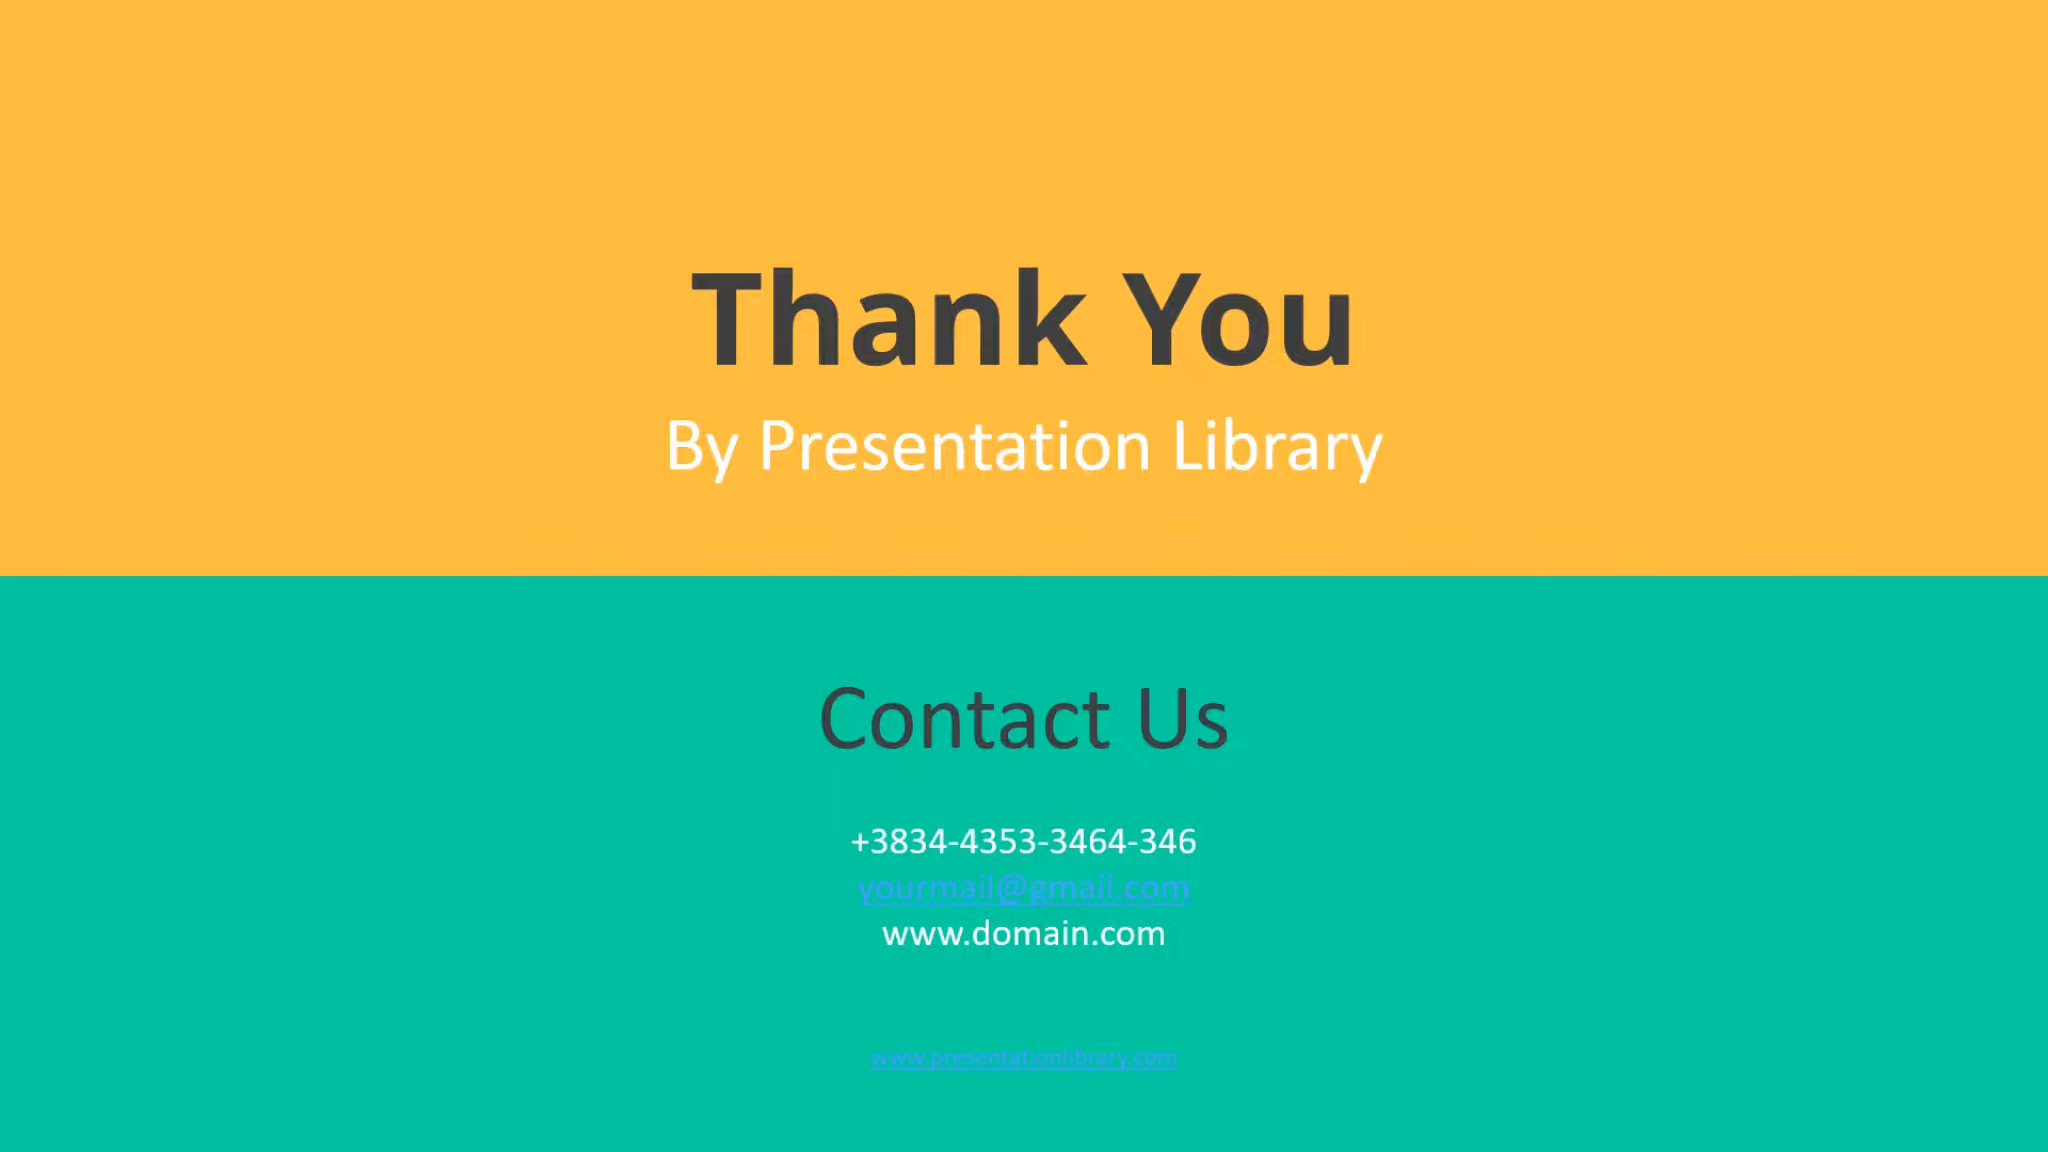 Thank You
By Presentation Library
Contact Us
+3834-4353-3464-346
yourmail@gmail.com
www.domain.com
www.presentationlibrary.com